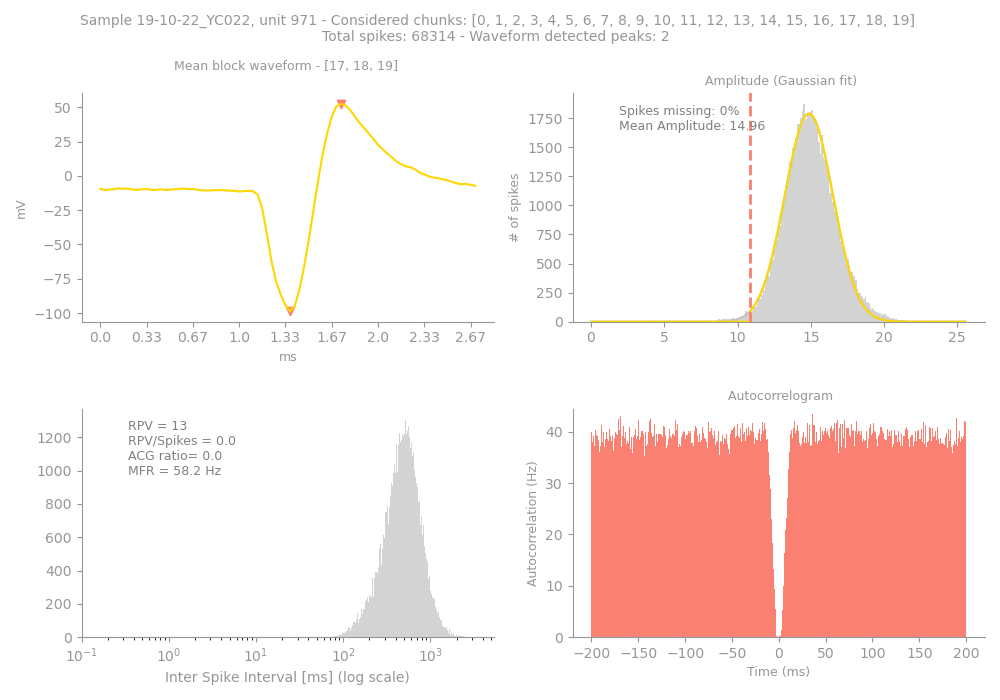 Sample 19-10-22_YC022, unit 971 - Considered chunks: [0, 1, 2, 3, 4, 5, 6, 7, 8, 9, 10, 11, 12, 13, 14, 15, 16, 17, 18, 19]
Total spikes: 68314 - Waveform detected peaks: 2
Mean block waveform - [17, 18, 19]
50
25
0
−25
−50
−75
−100
mV
0.0 0.33 0.67 1.0 1.33 1.67 2.0 2.33 2.67
ms
Amplitude (Gaussian fit)
Spikes missing: 0%
Mean Amplitude: 14.96
1750
1500
1250
1000
750
500
250
0
# of spikes
0 5 10 15 20 25
RPV = 13
RPV/Spikes = 0.0
ACG ratio= 0.0
MFR = 58.2 Hz
1200
1000
800
600
400
200
0
10⁻¹ 10⁰ 10¹ 10² 10³
Inter Spike Interval [ms] (log scale)
Autocorrelogram
40
30
20
10
0
Autocorrelation (Hz)
−200 −150 −100 −50 0 50 100 150 200
Time (ms)